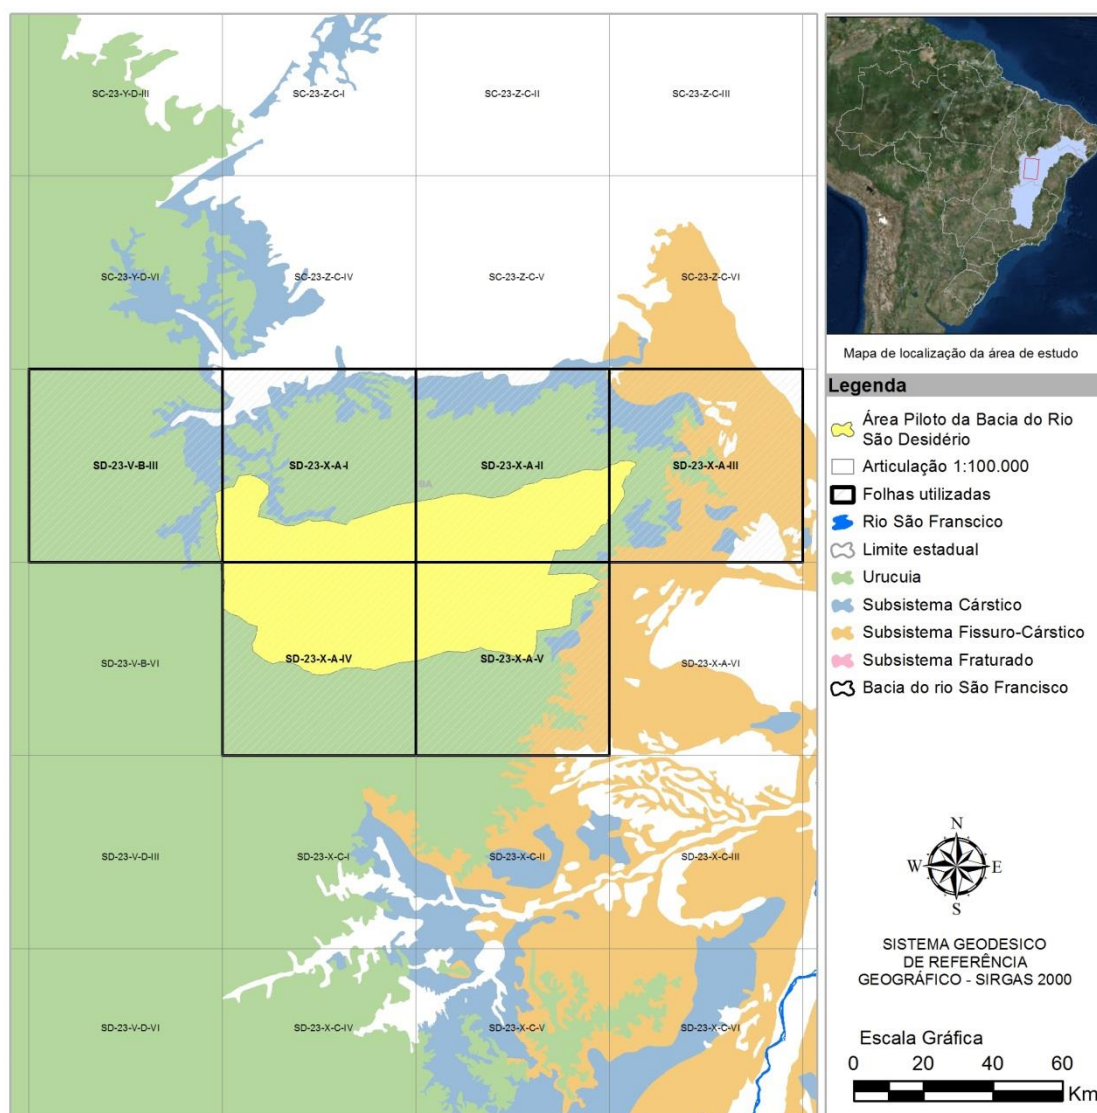 SC-23-Y-D-III
SC-23-Z-C-I
SC-23-Z-C-II
SC-23-Z-C-III
SC-23-Y-D-VI
SC-23-Z-C-IV
SC-23-Z-C-V
SC-23-Z-C-VI
SD-23-V-B-III
SD-23-X-A-I
SD-23-X-A-II
SD-23-X-A-III
BA
SD-23-V-B-VI
SD-23-X-A-IV
SD-23-X-A-V
SD-23-X-A-VI
SD-23-V-D-III
SD-23-X-C-I
SD-23-X-C-II
SD-23-X-C-III
SD-23-V-D-VI
SD-23-X-C-IV
SD-23-X-C-V
SD-23-X-C-VI
Mapa de localização da área de estudo
Legenda
Área Piloto da Bacia do Rio
São Desidério
Articulação 1:100.000
Folhas utilizadas
Rio São Franscico
Limite estadual
Urucuia
Subsistema Cárstico
Subsistema Fissuro-Cárstico
Subsistema Fraturado
Bacia do rio São Francisco
N
W E
S
SISTEMA GEODESICO
DE REFERÊNCIA
GEOGRÁFICO - SIRGAS 2000
Escala Gráfica
0 20 40 60
Km